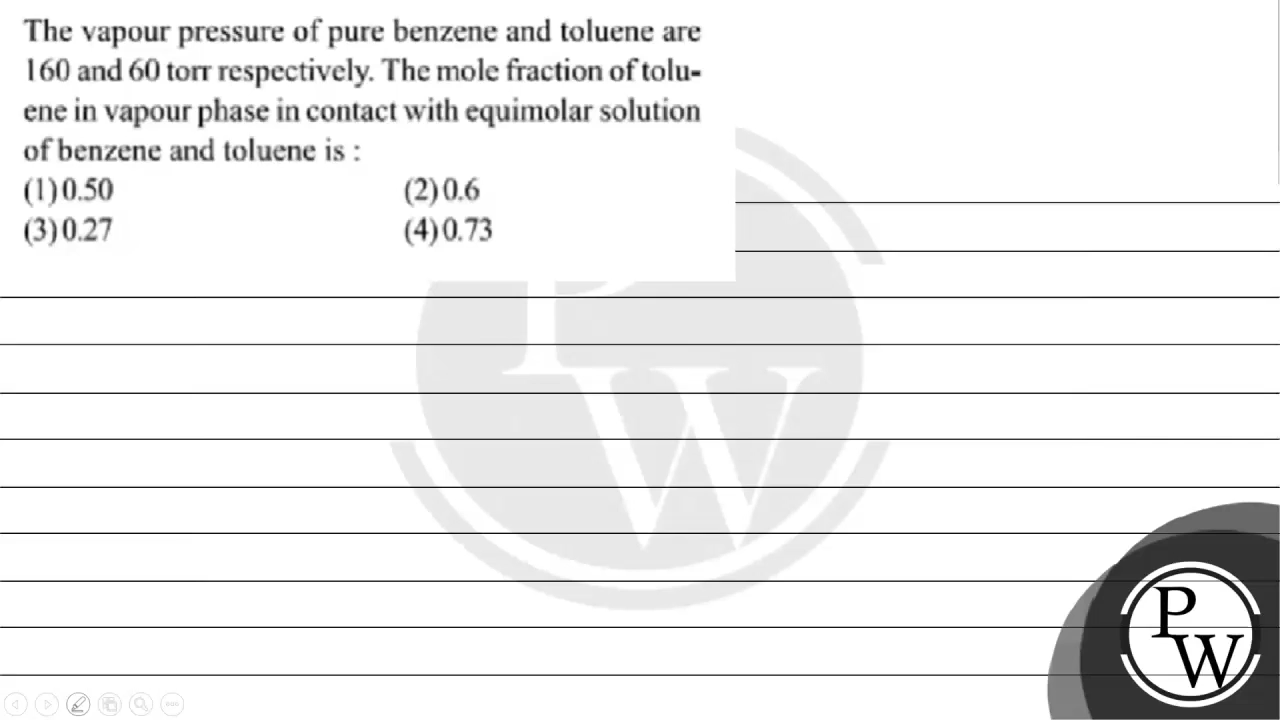 The vapour pressure of pure benzene and toluene are
160 and 60 torr respectively. The mole fraction of tolu-
ene in vapour phase in contact with equimolar solution
of benzene and toluene is :
(1) 0.50 (2) 0.6
(3) 0.27 (4) 0.73
P
W
P
W